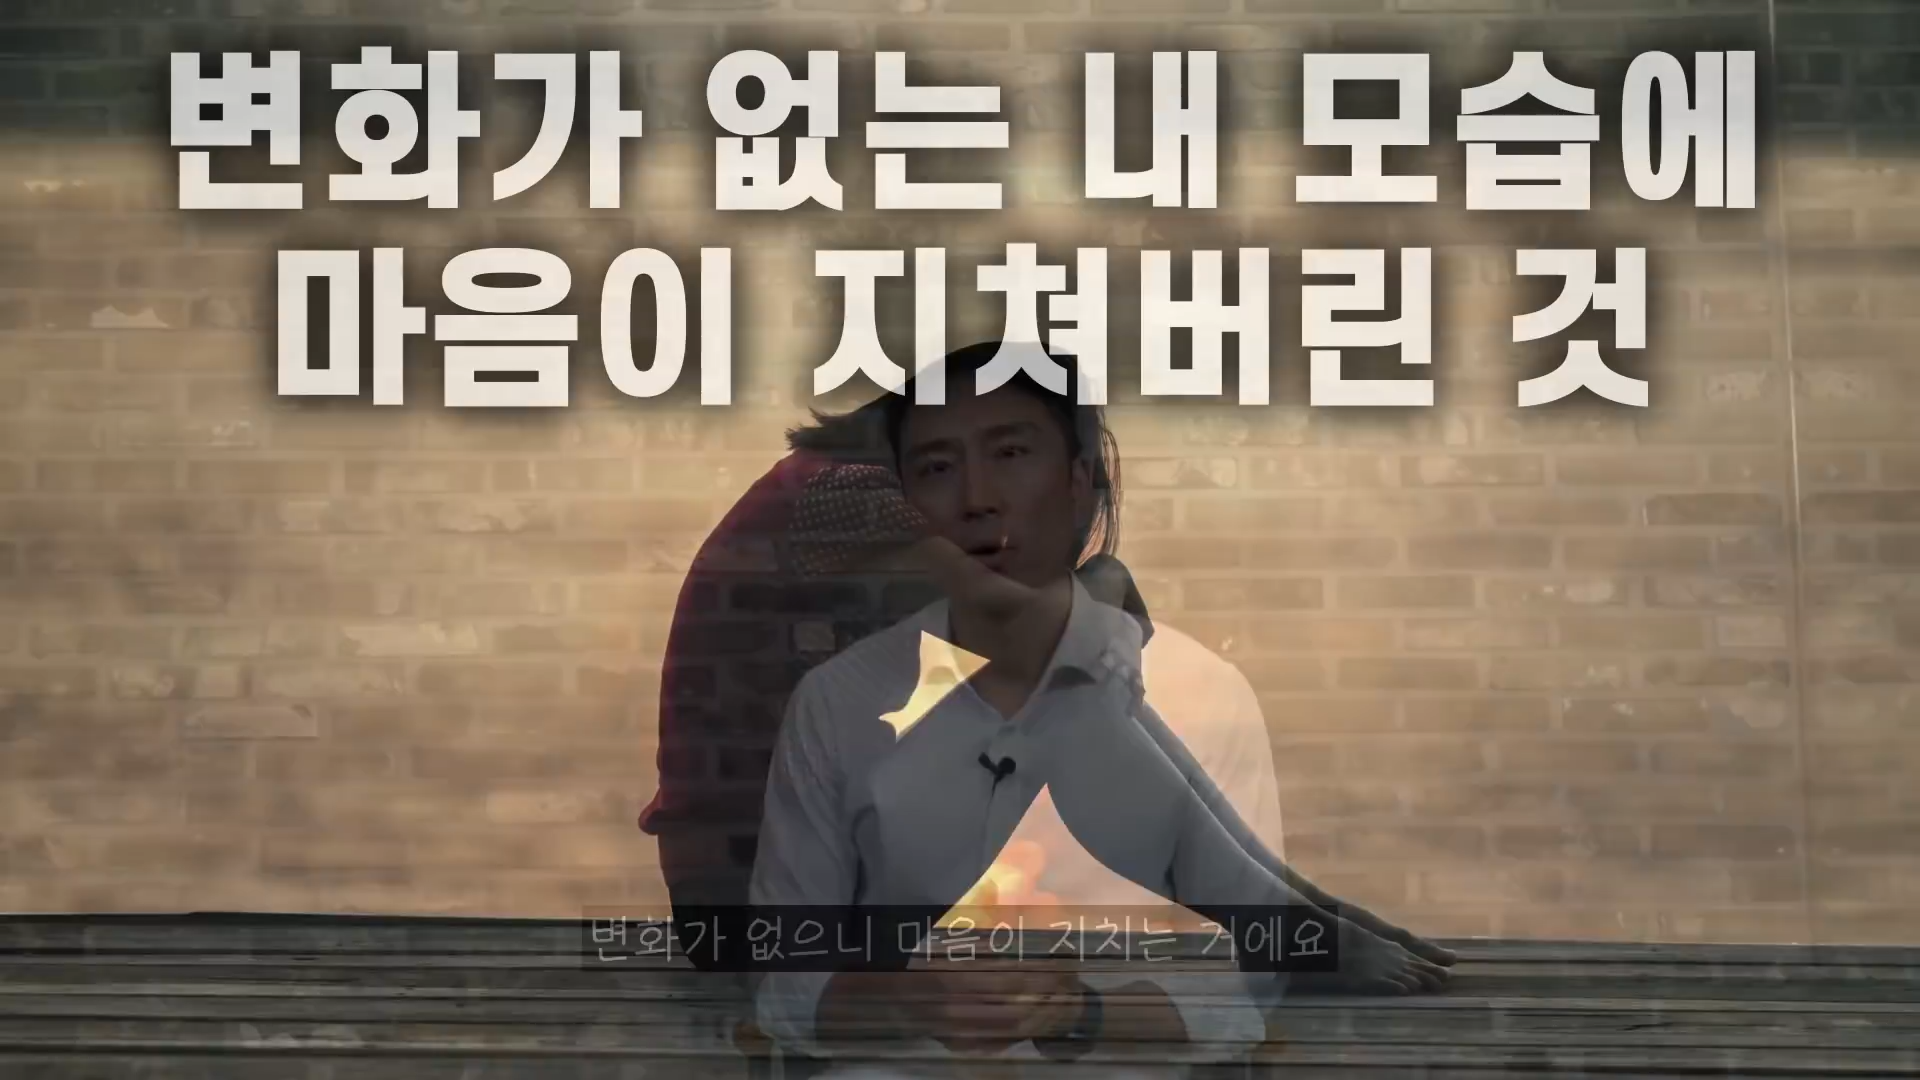 변화가 없는 내 모습에
마음이 지쳐버린 것
변화가 없으니 마음이 지치는 거에요